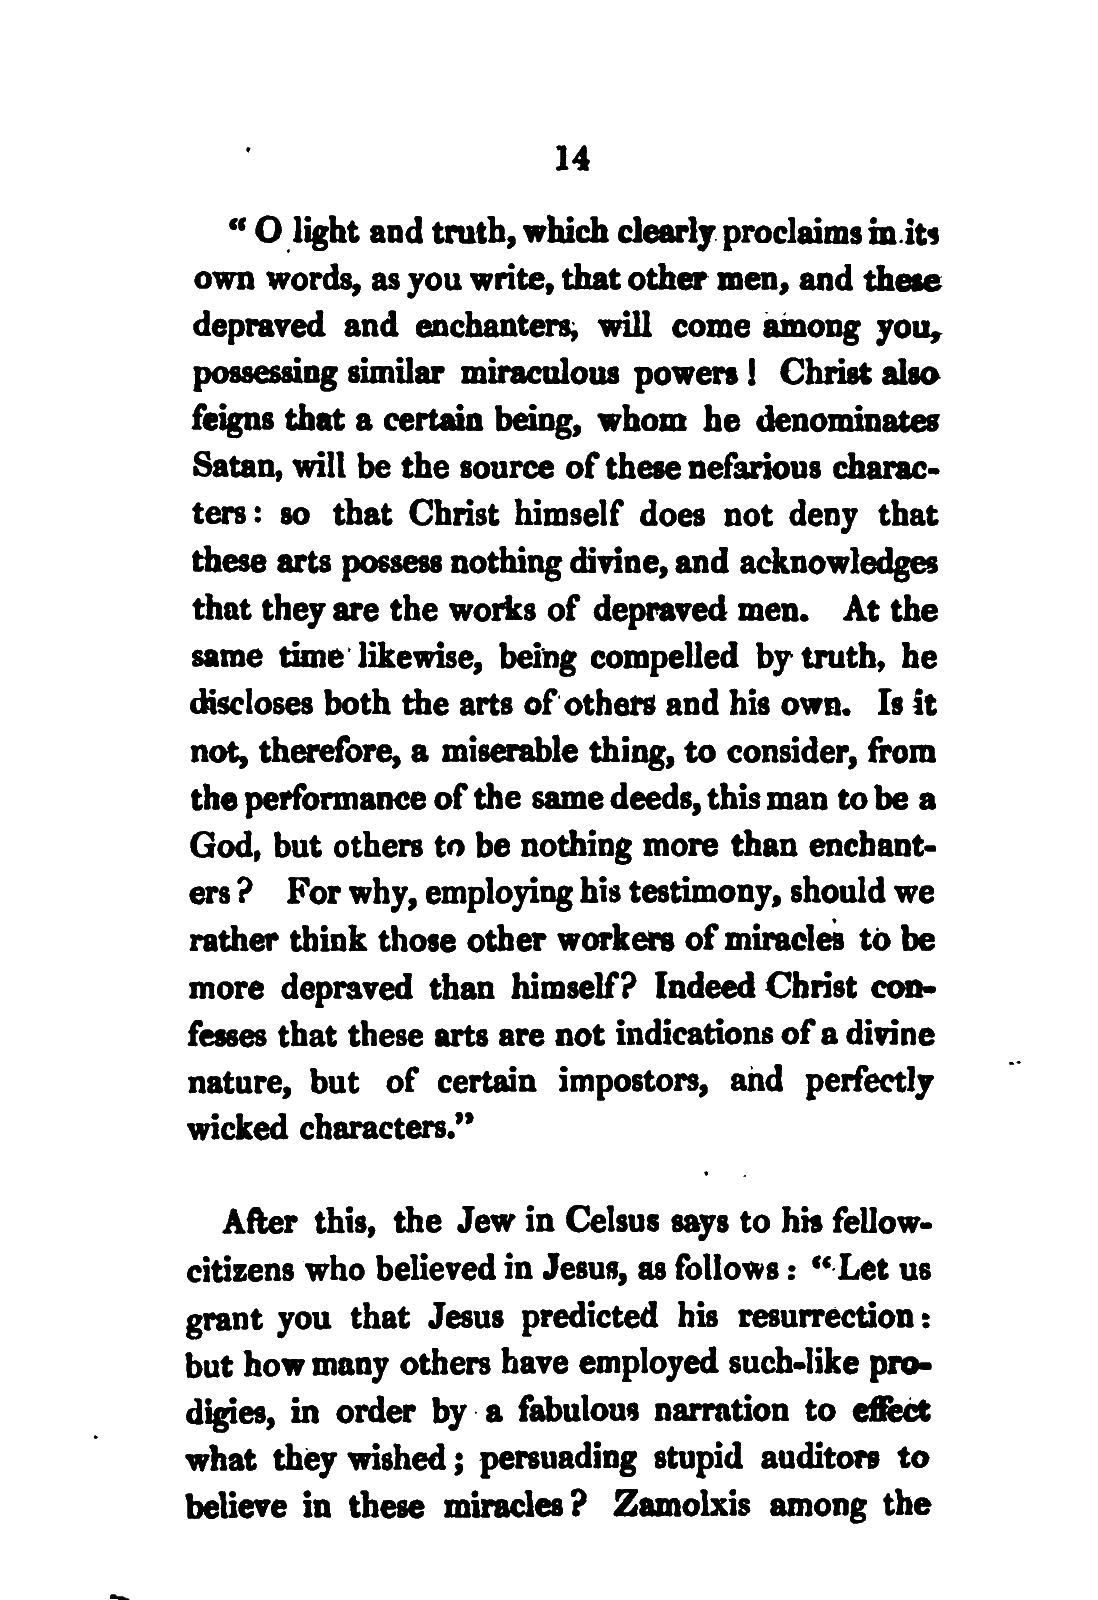 14
“ O light and truth, which clearly proclaims in its
own words, as you write, that other men, and these
depraved and enchanters, will come among you,
possessing similar miraculous powers ! Christ also
feigns that a certain being, whom he denominates
Satan, will be the source of these nefarious charac-
ters : so that Christ himself does not deny that
these arts possess nothing divine, and acknowledges
that they are the works of depraved men. At the
same time likewise, being compelled by truth, he
discloses both the arts of others and his own. Is it
not, therefore, a miserable thing, to consider, from
the performance of the same deeds, this man to be a
God, but others to be nothing more than enchant-
ers ? For why, employing his testimony, should we
rather think those other workers of miracles to be
more depraved than himself? Indeed Christ con-
fesses that these arts are not indications of a divine
nature, but of certain impostors, and perfectly
wicked characters.”
After this, the Jew in Celsus says to his fellow-
citizens who believed in Jesus, as follows : “ Let us
grant you that Jesus predicted his resurrection :
but how many others have employed such-like pro-
digies, in order by a fabulous narration to effect
what they wished ; persuading stupid auditors to
believe in these miracles ? Zamolxis among the